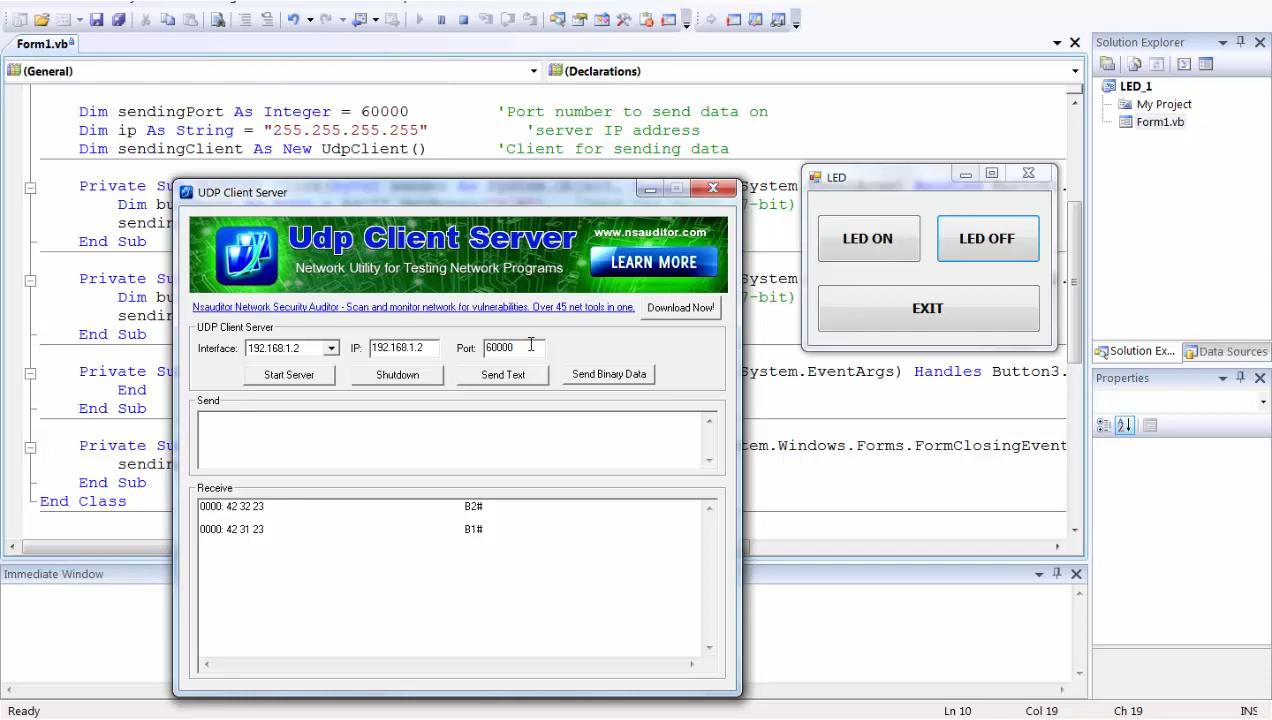 Form1.vb
(General)
(Declarations)
Dim sendingPort As Integer = 60000 'Port number to send data on
Dim ip As String = "255.255.255.255" 'server IP address
Dim sendingClient As New UdpClient() 'Client for sending data
Private Su
Dim bu
sendin
End Sub
Private Su
Dim bu
sendin
End Sub
Private Su
System.EventArgs) Handles Button3.
End
End Sub
Private Su
tem.Windows.Forms.FormClosingEvent
sendin
End Sub
End Class
UDP Client Server
Udp Client Server
www.nsauditor.com
Network Utility for Testing Network Programs
LEARN MORE
Nsauditor Network Security Auditor - Scan and monitor network for vulnerabilities. Over 45 net tools in one.
Download Now!
UDP Client Server
Interface: 192.168.1.2 IP: 192.168.1.2 Port: 60000
Start Server Shutdown Send Text Send Binary Data
Send
Receive
0000: 42 32 23 B2#
0000: 42 31 23 B1#
LED
LED ON LED OFF
EXIT
Solution Explorer
LED_1
My Project
Form1.vb
Solution Ex... Data Sources
Properties
Immediate Window
Ready Ln 10 Col 19 Ch 19 INS